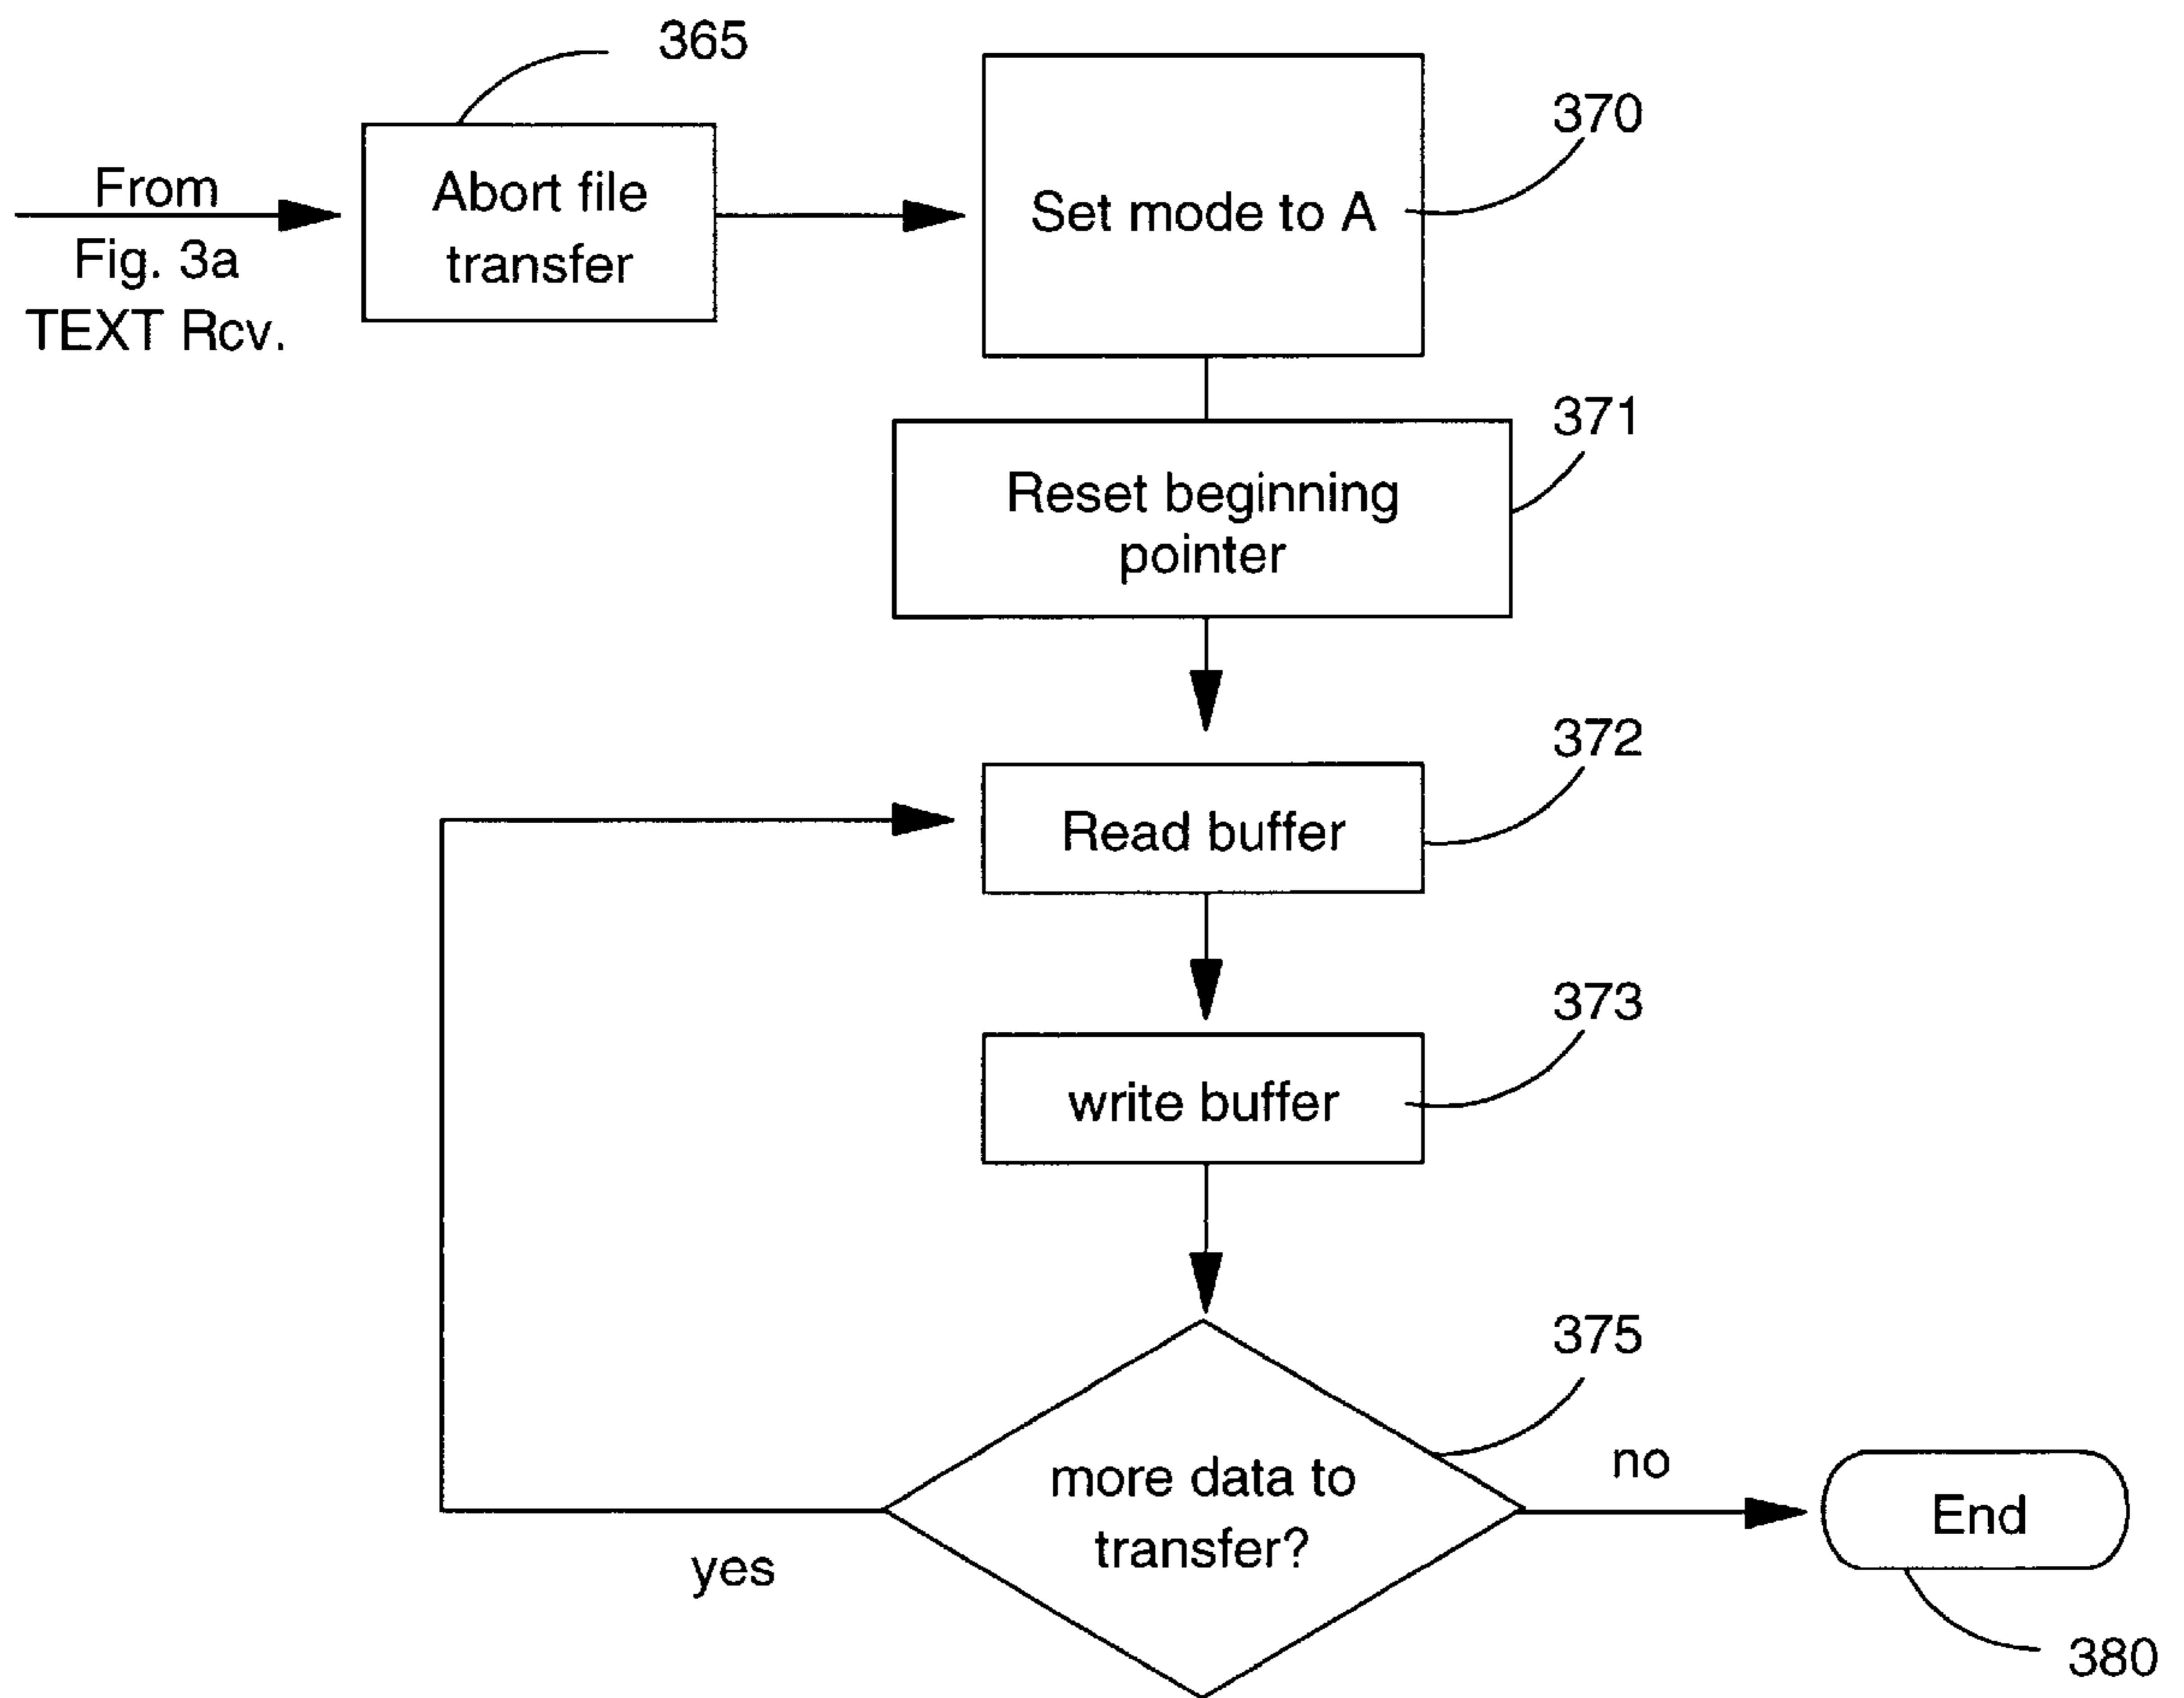 365
From
Fig. 3a
TEXT Rcv.
Abort file
transfer
Set mode to A
370
371
Reset beginning
pointer
372
Read buffer
373
write buffer
375
more data to
transfer?
yes
no
End
380